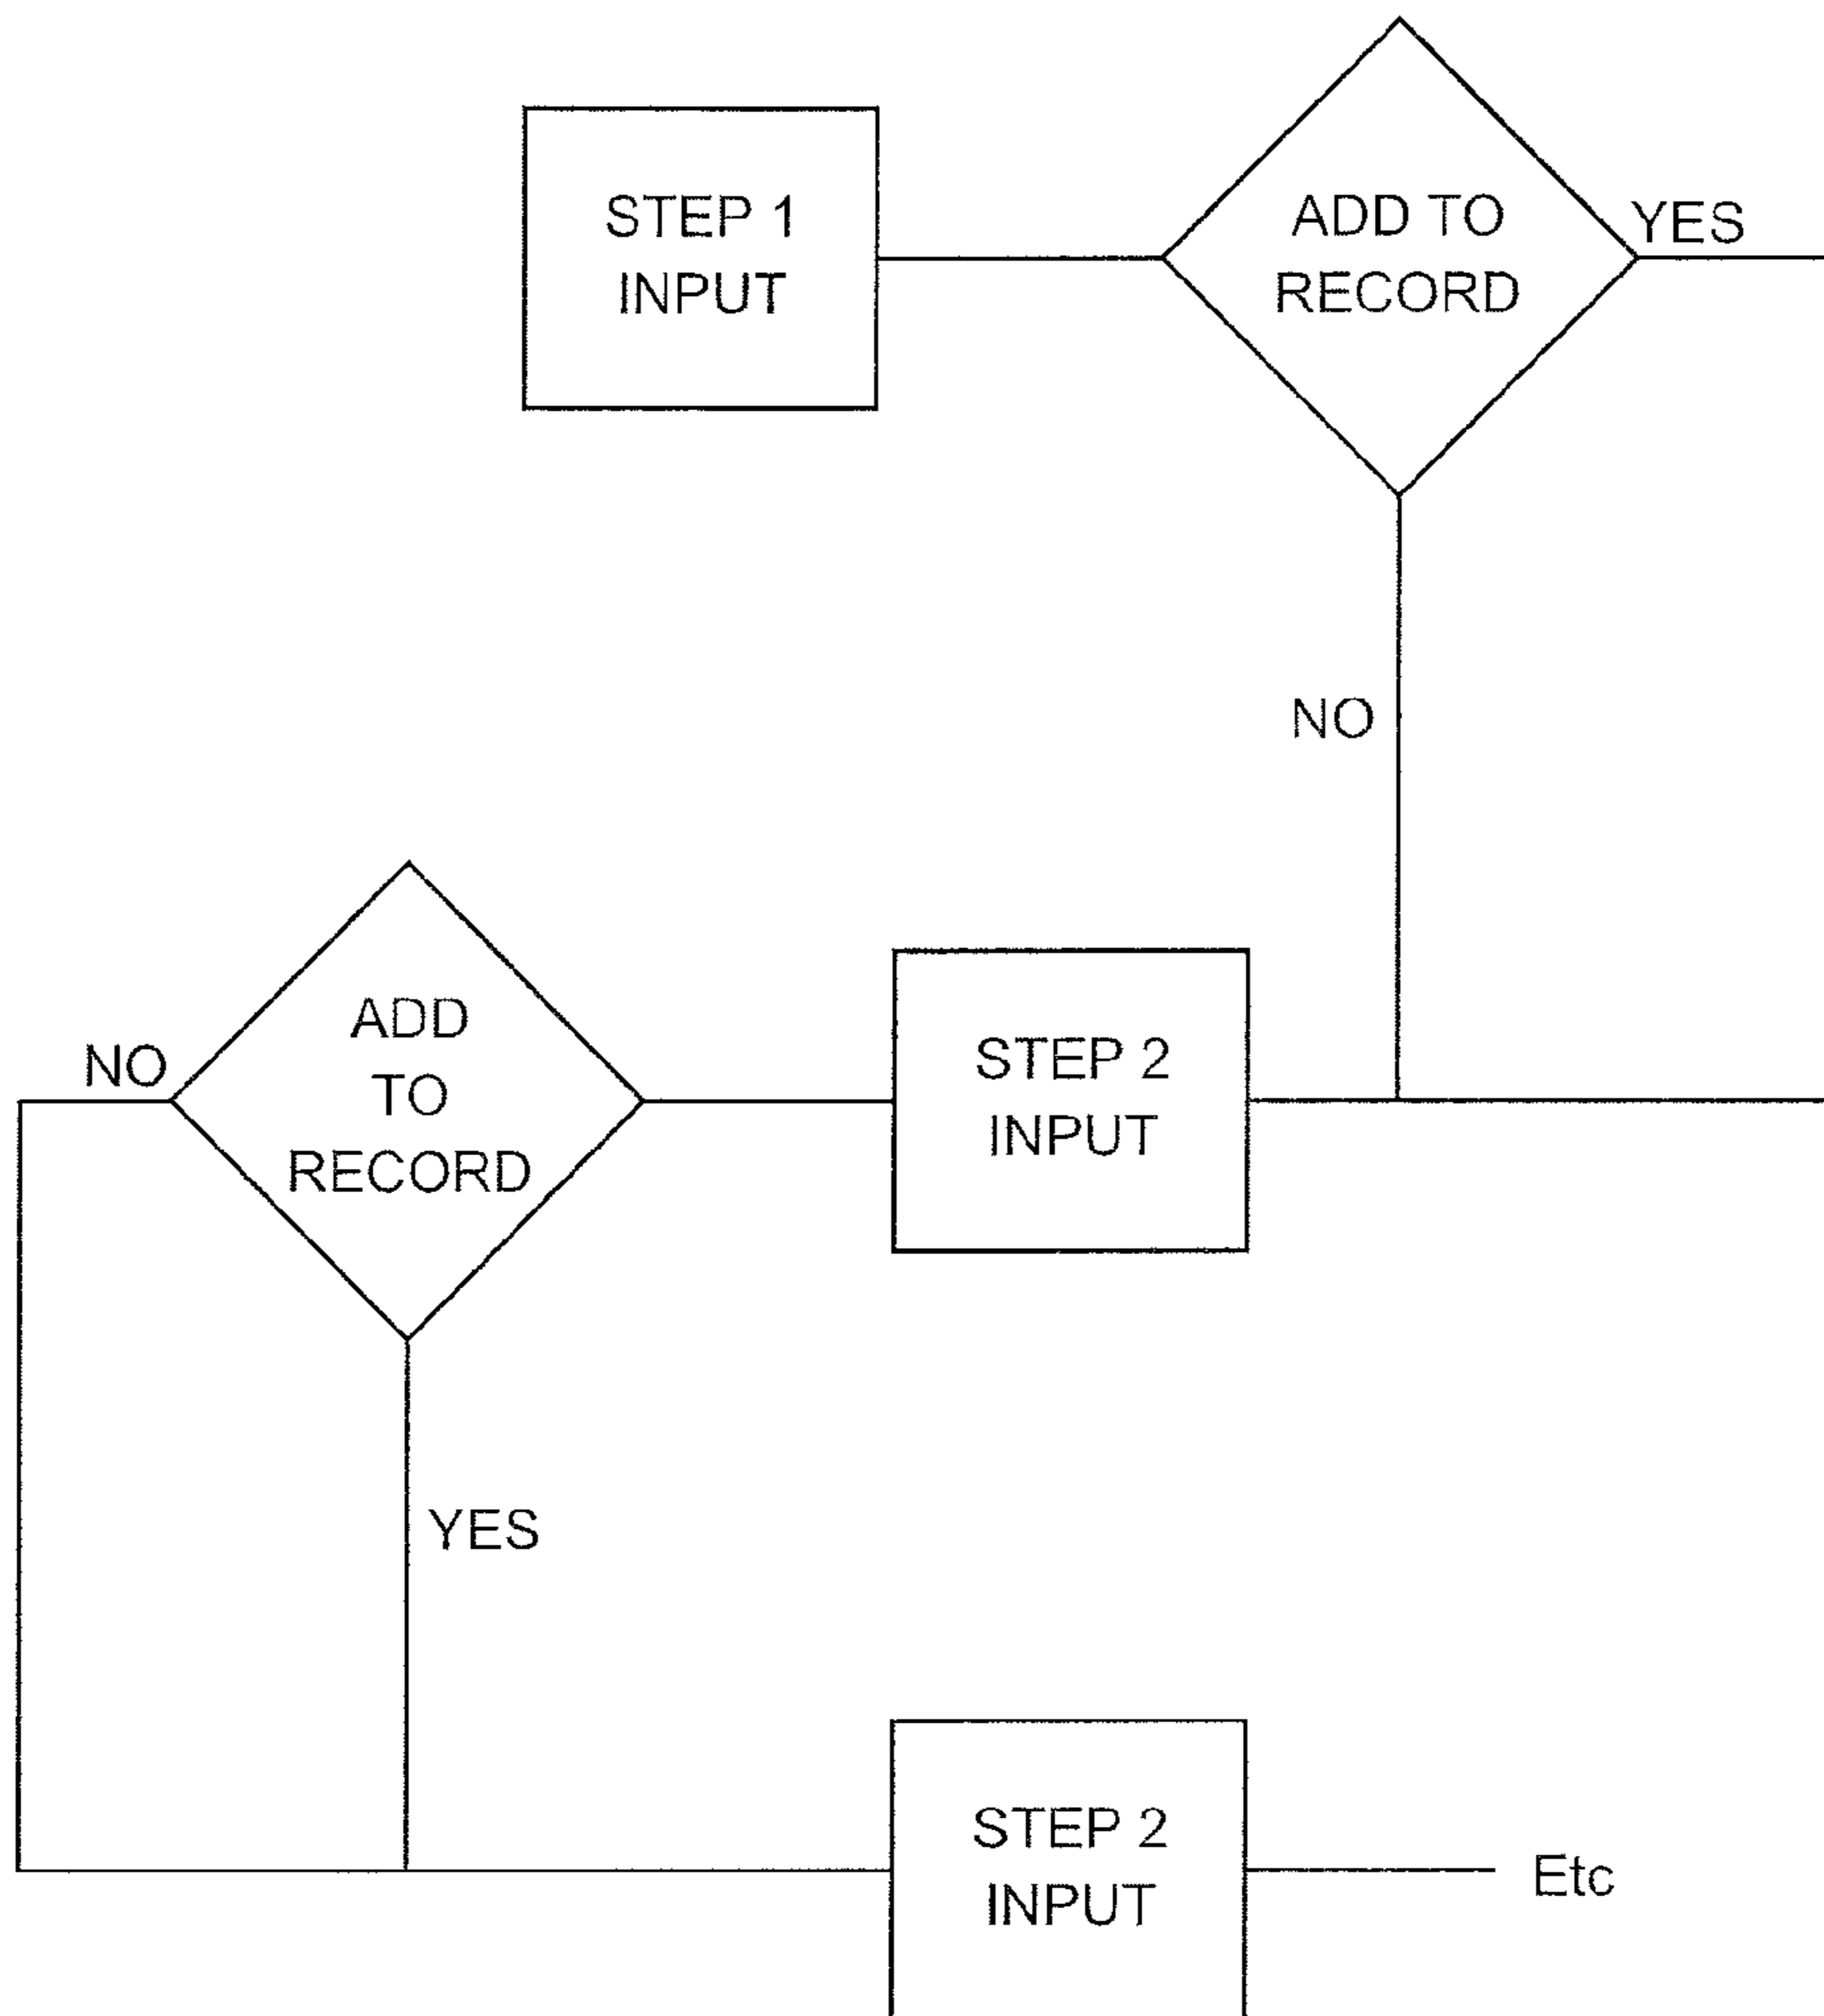 STEP 1
INPUT
ADD TO
RECORD
YES
NO
NO
ADD
TO
RECORD
STEP 2
INPUT
YES
STEP 2
INPUT
Etc